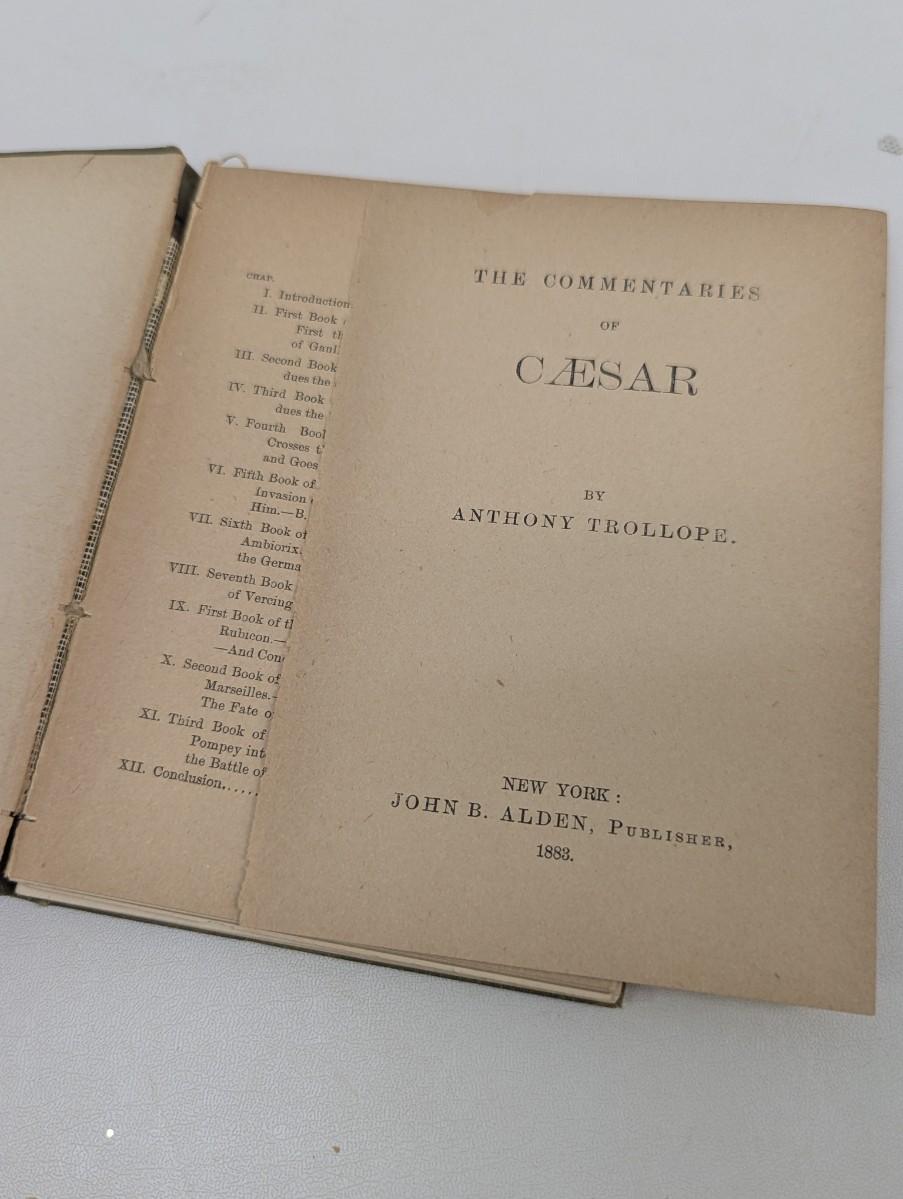 CHAP.
I. Introduction
II. First Book
First th
of Gaul
III. Second Book
dues the
IV. Third Book
dues the
V. Fourth Bool
Crosses t
and Goes
VI. Fifth Book of
Invasion
Him.—B.
VII. Sixth Book of
Ambiorix.
the Germa
VIII. Seventh Book
of Vercing
IX. First Book of tl
Rubicon.—
—And Con
X. Second Book of
Marseilles.-
The Fate o
XI. Third Book of
Pompey int
the Battle of
XII. Conclusion......
THE COMMENTARIES
OF
CÆSAR
BY
ANTHONY TROLLOPE.
NEW YORK:
JOHN B. ALDEN, PUBLISHER,
1883.